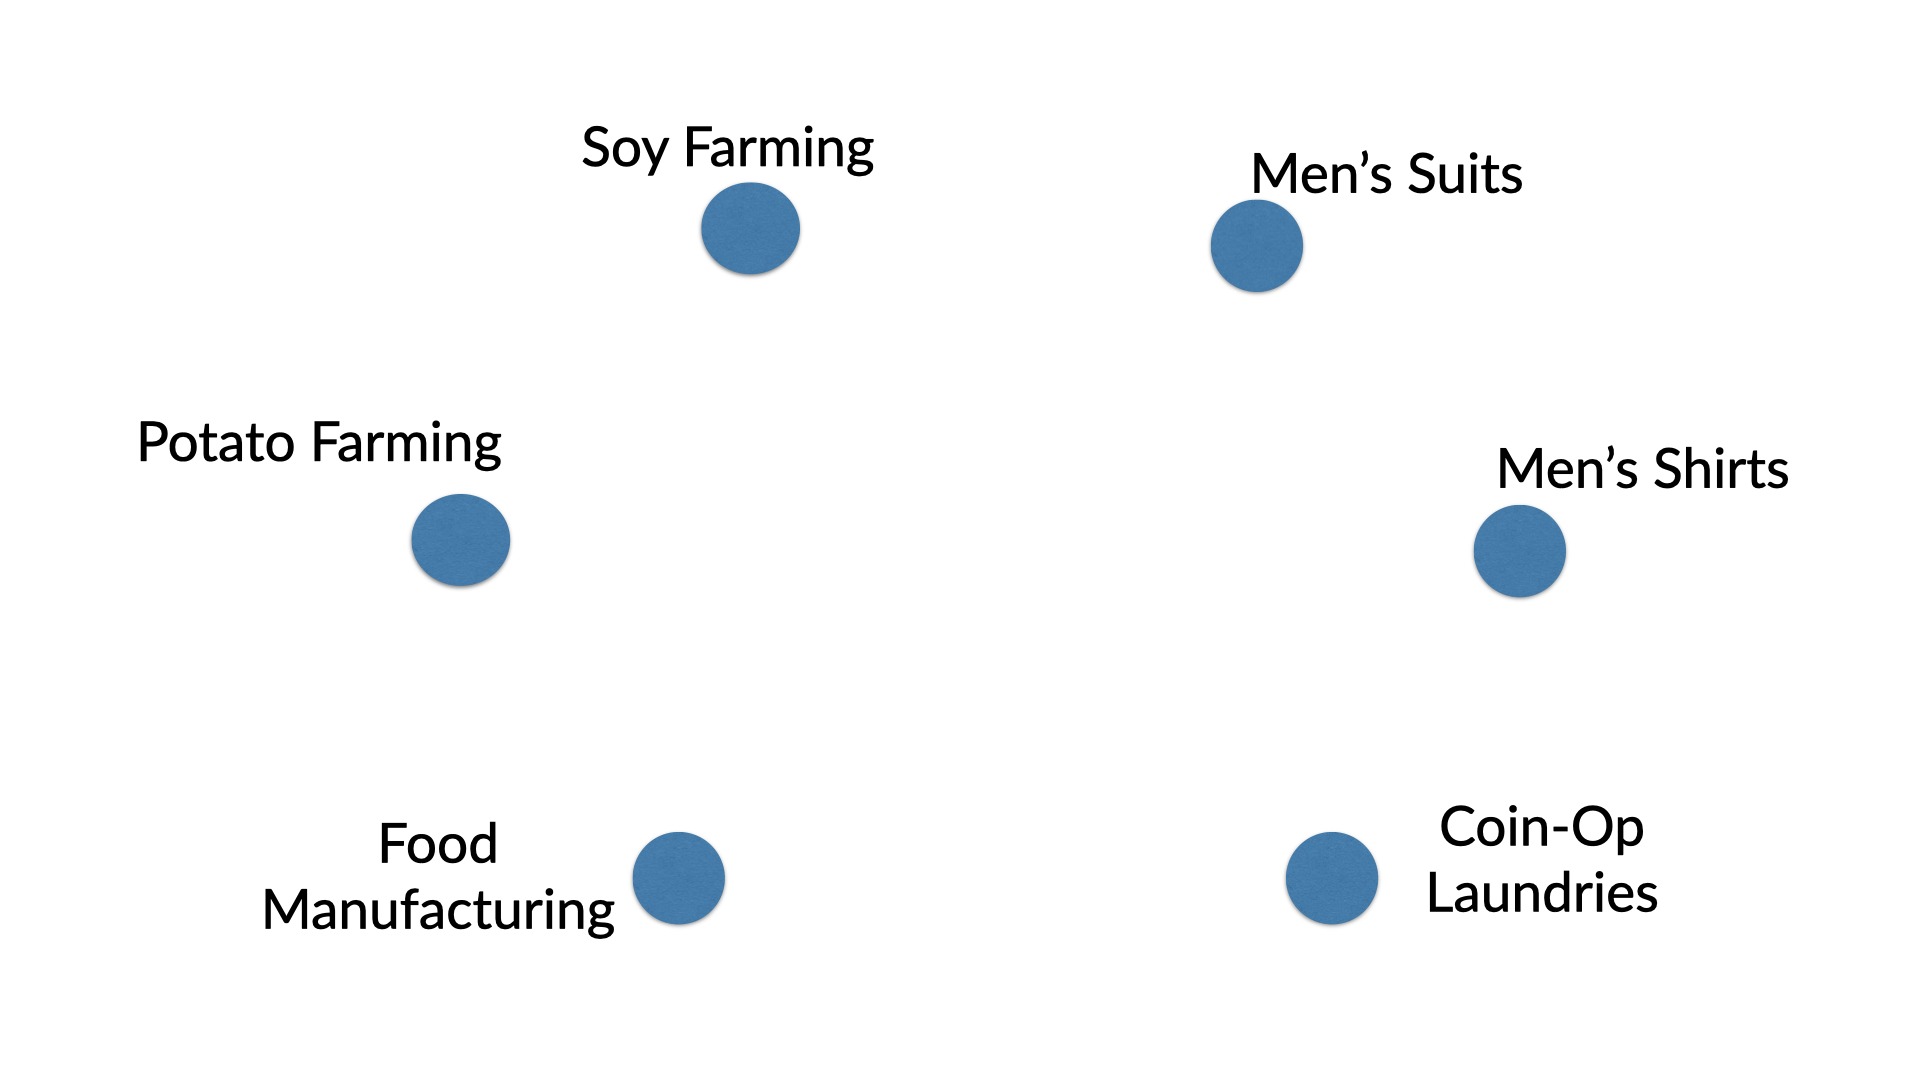 Soy Farming
Men’s Suits
Potato Farming
Men’s Shirts
Food
Manufacturing
Coin-Op
Laundries